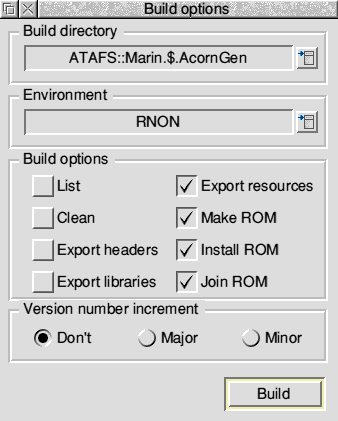 Build options
Build directory
ATAFS::Marin.$.AcornGen
Environment
RNON
Build options
List Export resources
Clean Make ROM
Export headers Install ROM
Export libraries Join ROM
Version number increment
Don't Major Minor
Build